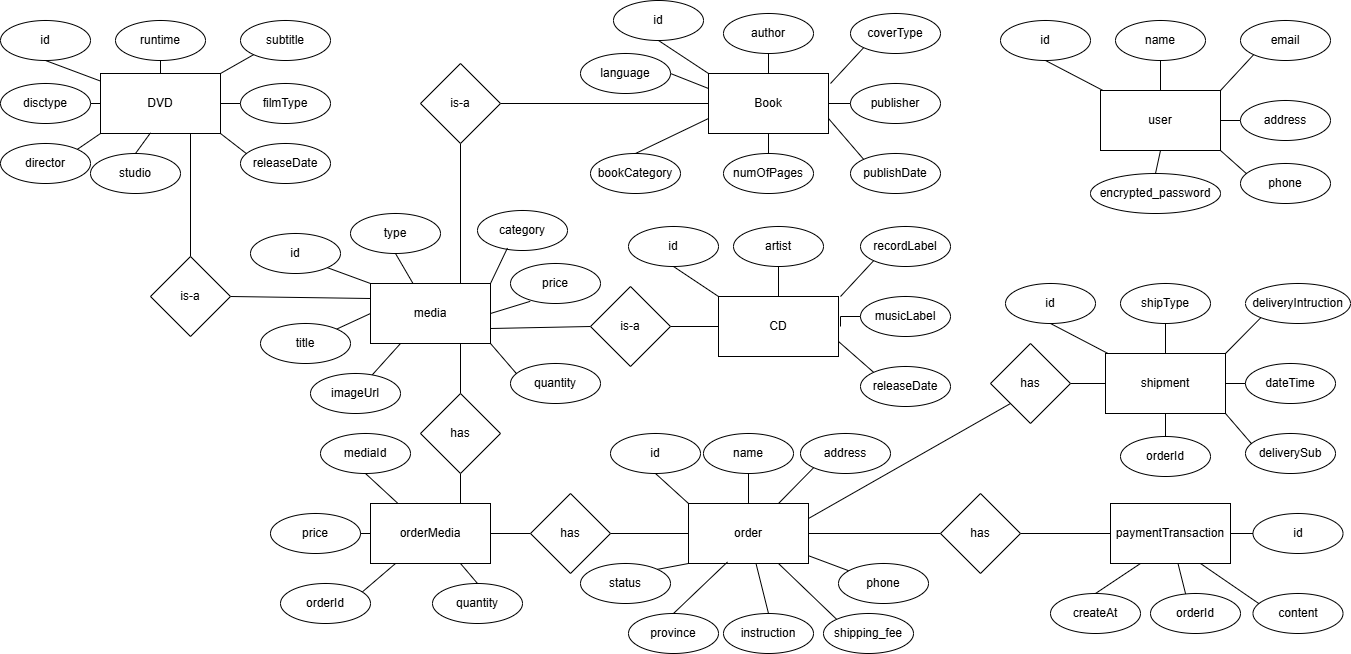 id
runtime
subtitle
disctype
DVD
filmType
director
studio
releaseDate
is-a
id
author
coverType
language
Book
publisher
bookCategory
numOfPages
publishDate
is-a
id
name
email
user
address
encrypted_password
phone
id
type
category
price
media
title
imageUrl
quantity
is-a
id
artist
recordLabel
CD
musicLabel
releaseDate
id
shipType
deliveryIntruction
has
shipment
dateTime
orderId
deliverySub
has
mediaId
price
orderMedia
orderId
quantity
has
id
name
address
order
status
phone
province
instruction
shipping_fee
has
paymentTransaction
id
createAt
orderId
content